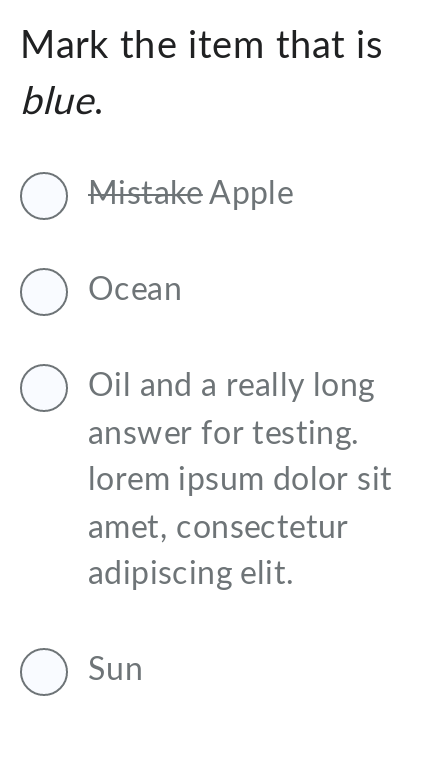 Mark the item that is
blue.
Mistake Apple
Ocean
Oil and a really long
answer for testing.
lorem ipsum dolor sit
amet, consectetur
adipiscing elit.
Sun